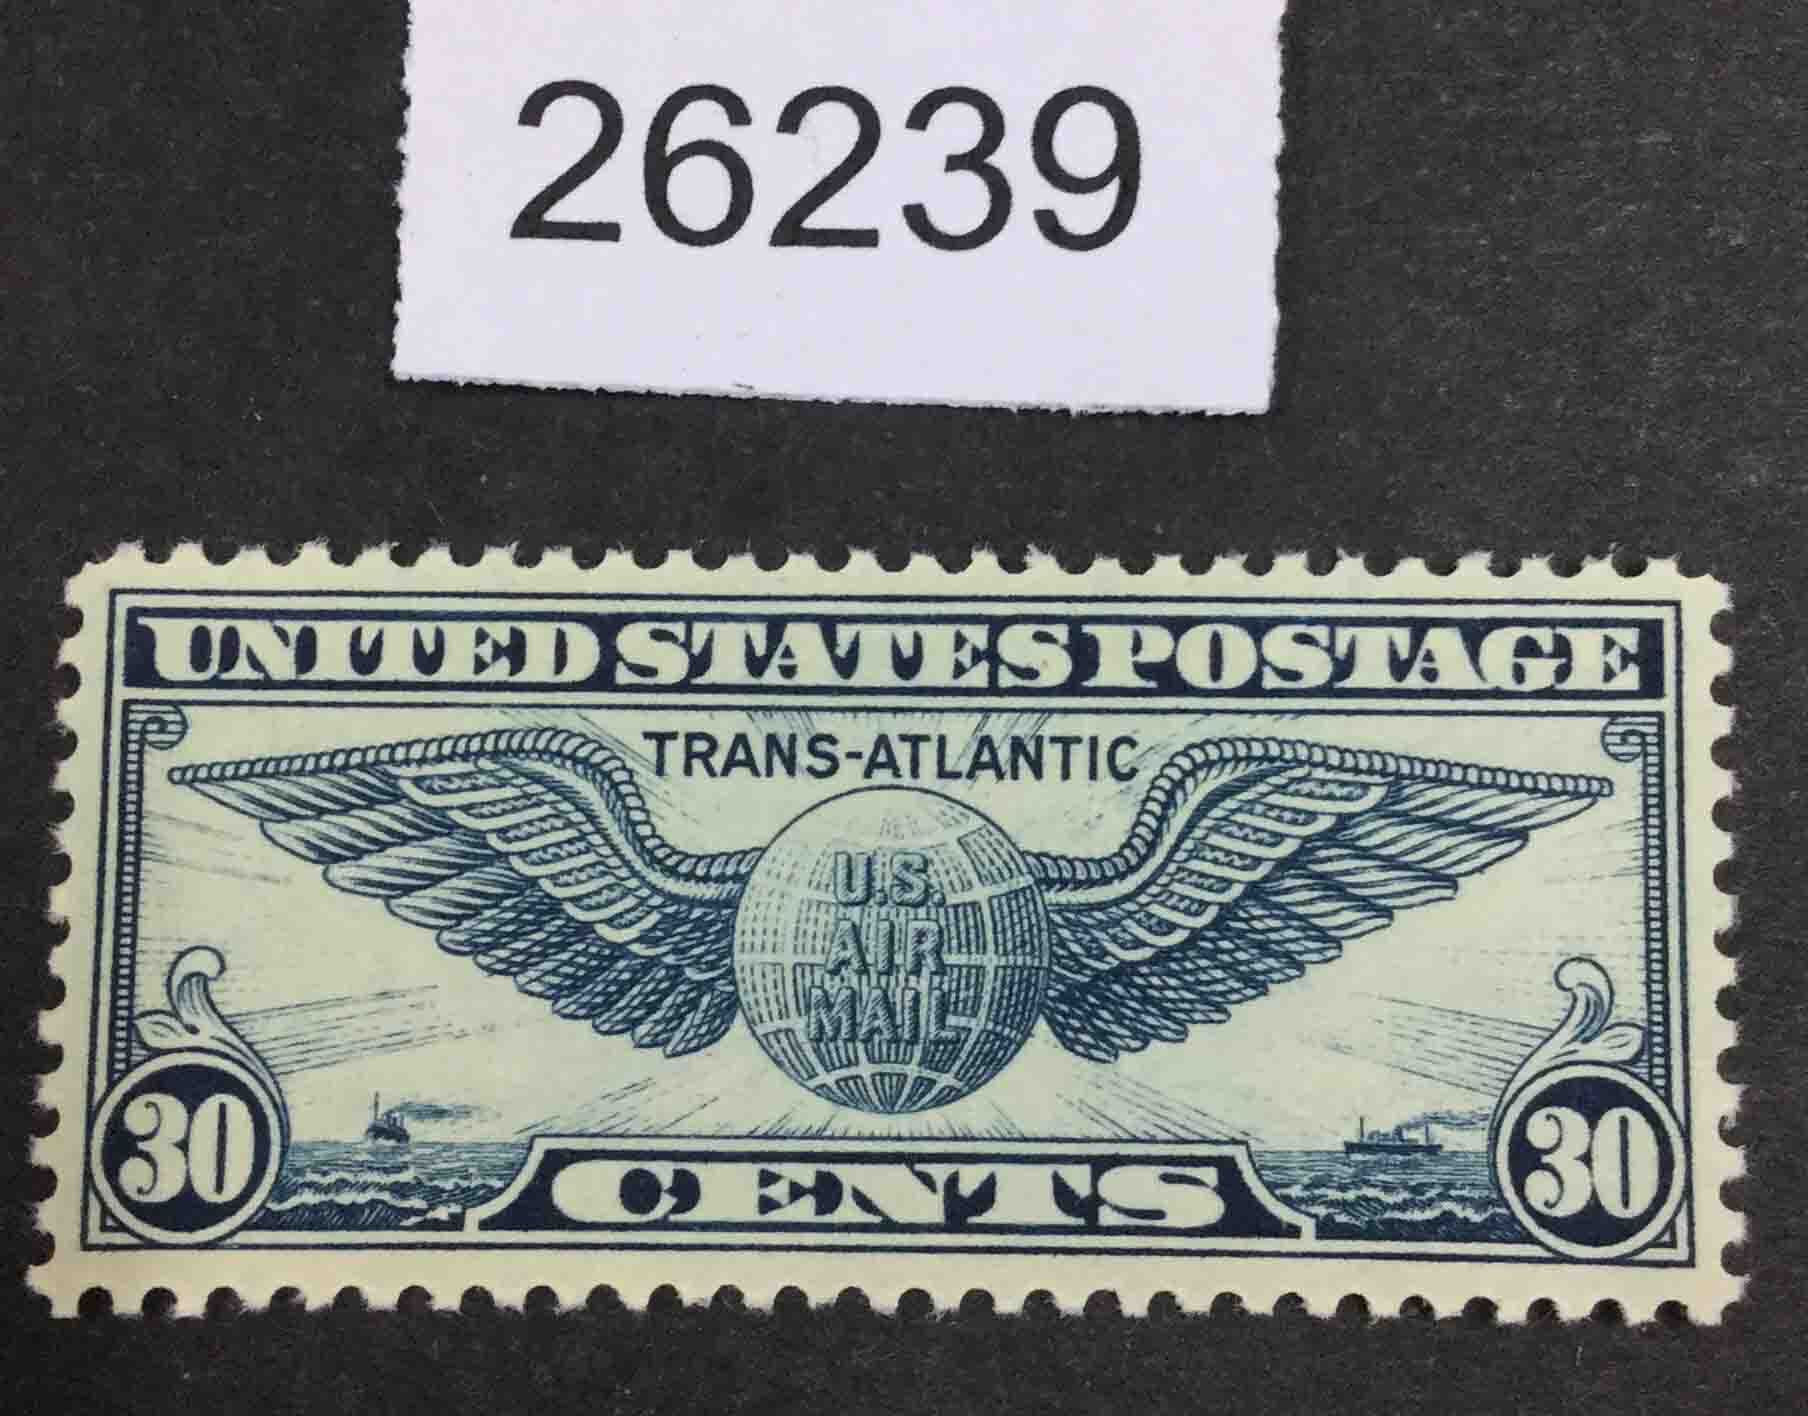 26239
UNITED STATES POSTAGE
TRANS-ATLANTIC
U.S.
AIR
MAIL
30 CENTS 30